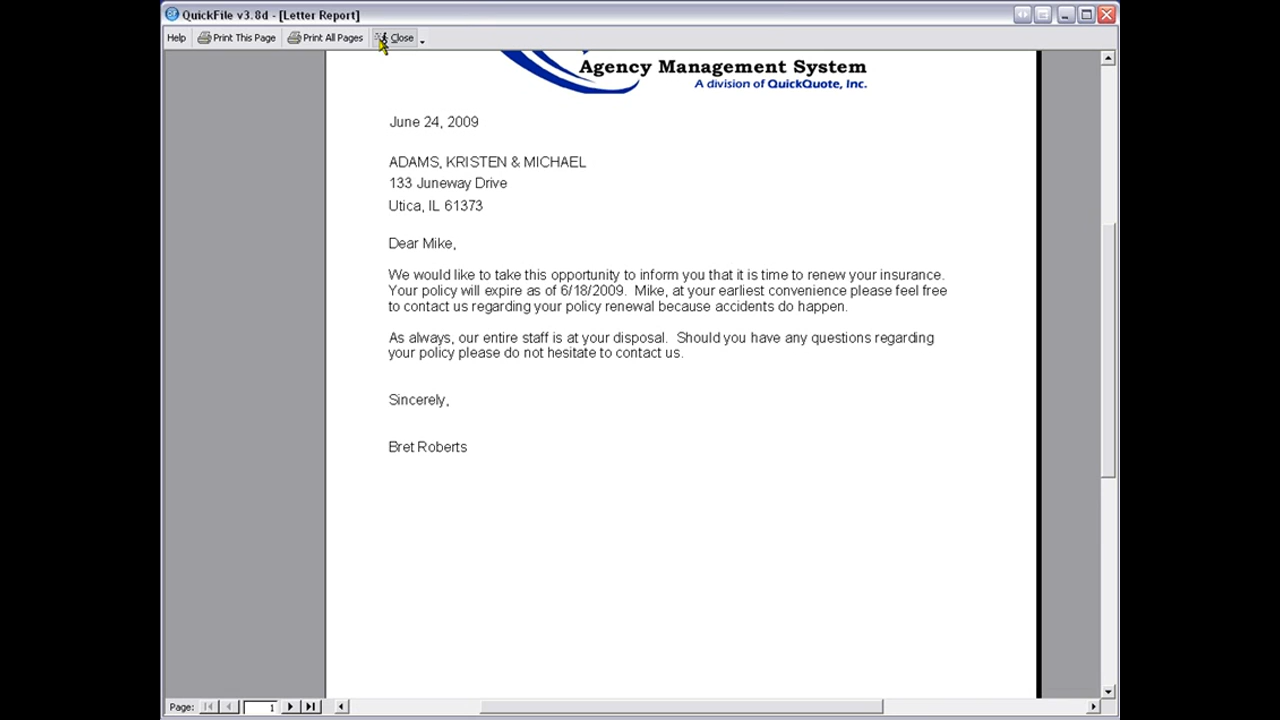 QuickFile v3.8d - [Letter Report]
Help Print This Page Print All Pages Close
Agency Management System
A division of QuickQuote, Inc.
June 24, 2009
ADAMS, KRISTEN & MICHAEL
133 Juneway Drive
Utica, IL 61373
Dear Mike,
We would like to take this opportunity to inform you that it is time to renew your insurance.
Your policy will expire as of 6/18/2009.  Mike, at your earliest convenience please feel free
to contact us regarding your policy renewal because accidents do happen.
As always, our entire staff is at your disposal.  Should you have any questions regarding
your policy please do not hesitate to contact us.
Sincerely,
Bret Roberts
Page: 1